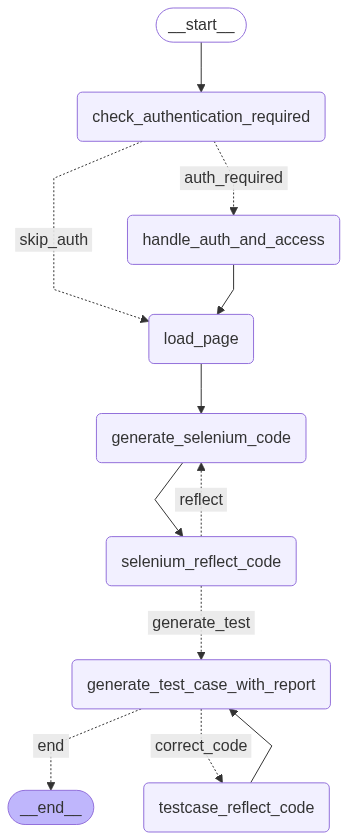 __start__
check_authentication_required
auth_required
skip_auth
handle_auth_and_access
load_page
generate_selenium_code
reflect
selenium_reflect_code
generate_test
generate_test_case_with_report
end
correct_code
__end__
testcase_reflect_code